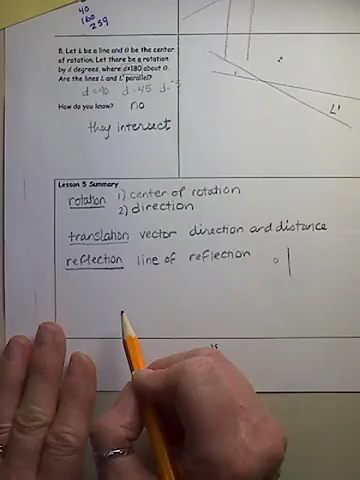 40
160
259
8. Let L be a line and O be the center
of rotation. Let there be a rotation
by d degrees, where d≠180 about O.
Are the lines L and L' parallel?
d=90 d=45 d=
How do you know? no
they intersect
L'
Lesson 5 Summary
rotation 1) center of rotation
2) direction
translation vector direction and distance
reflection line of reflection